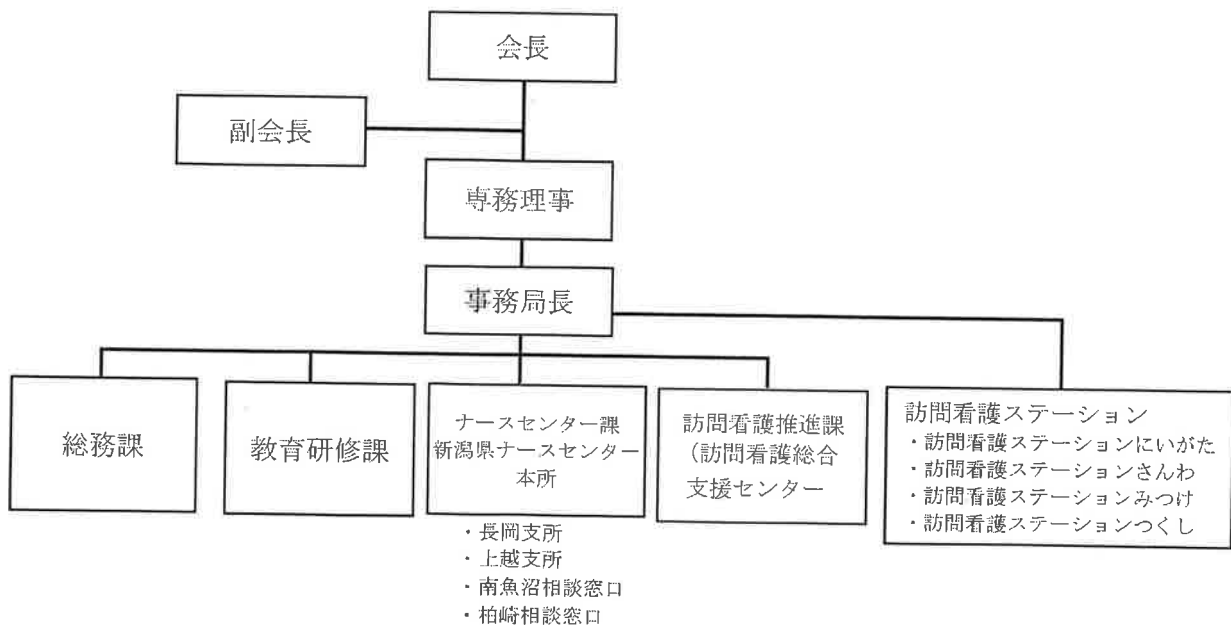 会長
副会長
専務理事
事務局長
総務課
教育研修課
ナースセンター課
新潟県ナースセンター
本所
・長岡支所
・上越支所
・南魚沼相談窓口
・柏崎相談窓口
訪問看護推進課
(訪問看護総合
支援センター
訪問看護ステーション
・訪問看護ステーションにいがた
・訪問看護ステーションさんわ
・訪問看護ステーションみつけ
・訪問看護ステーションつくし